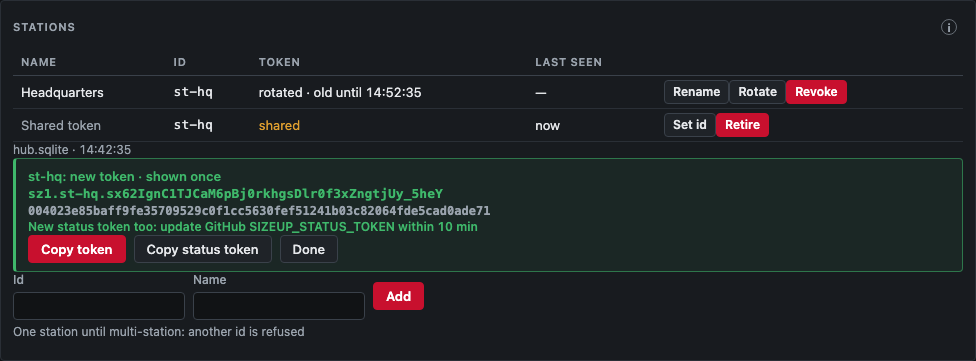 STATIONS
NAME ID TOKEN LAST SEEN
Headquarters st-hq rotated · old until 14:52:35 — Rename Rotate Revoke
Shared token st-hq shared now Set id Retire
hub.sqlite · 14:42:35
st-hq: new token · shown once
sz1.st-hq.sx62IgnC1TJCaM6pBj0rkhgsDlr0f3xZngtjUy_5heY
004023e85baff9fe35709529c0f1cc5630fef51241b03c82064fde5cad0ade71
New status token too: update GitHub SIZEUP_STATUS_TOKEN within 10 min
Copy token Copy status token Done
Id Name
Add
One station until multi-station: another id is refused